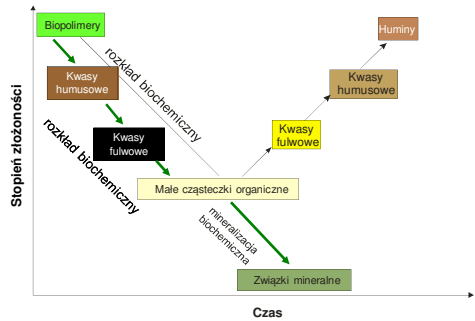 Biopolimery
Huminy
rozkład biochemiczny
Kwasy
humusowe
Kwasy
humusowe
Kwasy
fulwowe
Kwasy
fulwowe
rozkład biochemiczny
Małe cząsteczki organiczne
mineralizacja
biochemiczna
Związki mineralne
Stopień złożoności
Czas